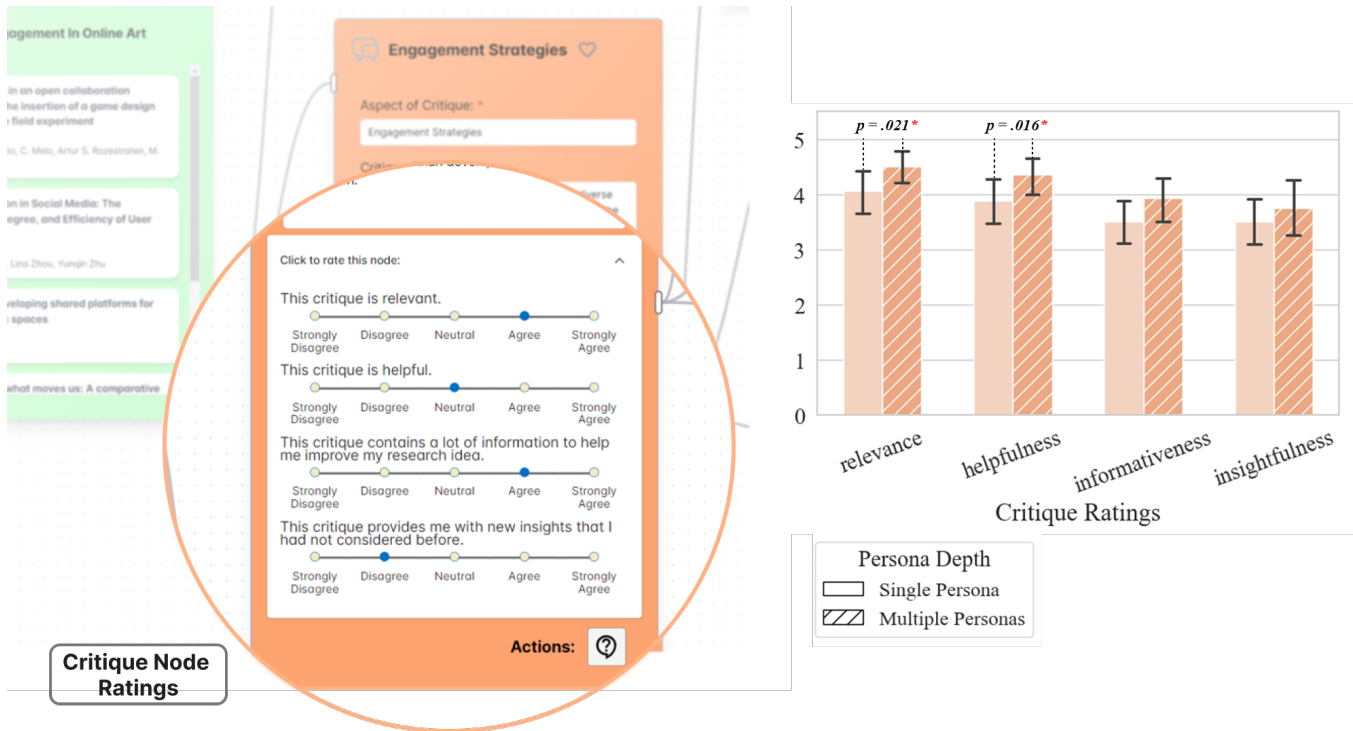 agement In Online Art
in an open collaboration
he insertion of a game design
field experiment
lo, C. Melo, Artur S. Rozestraten, M.
on in Social Media: The
egree, and Efficiency of User
, Lina Zhou, Yunqin Zhu
veloping shared platforms for
spaces
what moves us: A comparative
Engagement Strategies
Aspect of Critique: *
Engagement Strategies
Click to rate this node:
This critique is relevant.
Strongly Disagree Neutral Agree Strongly
Disagree Agree
This critique is helpful.
Strongly Disagree Neutral Agree Strongly
Disagree Agree
This critique contains a lot of information to help
me improve my research idea.
Strongly Disagree Neutral Agree Strongly
Disagree Agree
This critique provides me with new insights that I
had not considered before.
Strongly Disagree Neutral Agree Strongly
Disagree Agree
Actions:
Critique Node
Ratings
p = .021* p = .016*
5
4
3
2
1
0
relevance helpfulness informativeness insightfulness
Critique Ratings
Persona Depth
Single Persona
Multiple Personas